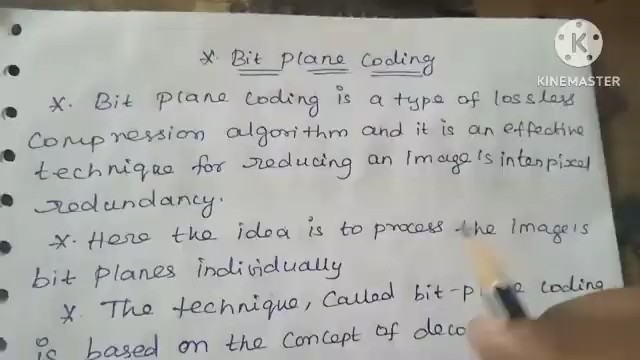 KINEMASTER
* Bit plane coding
* Bit plane coding is a type of lossless
compression algorithm and it is an effective
technique for reducing an image's interpixel
redundancy.
* Here the idea is to process the image's
bit planes individually
* The technique, called bit-plane coding
is based on the concept of deco